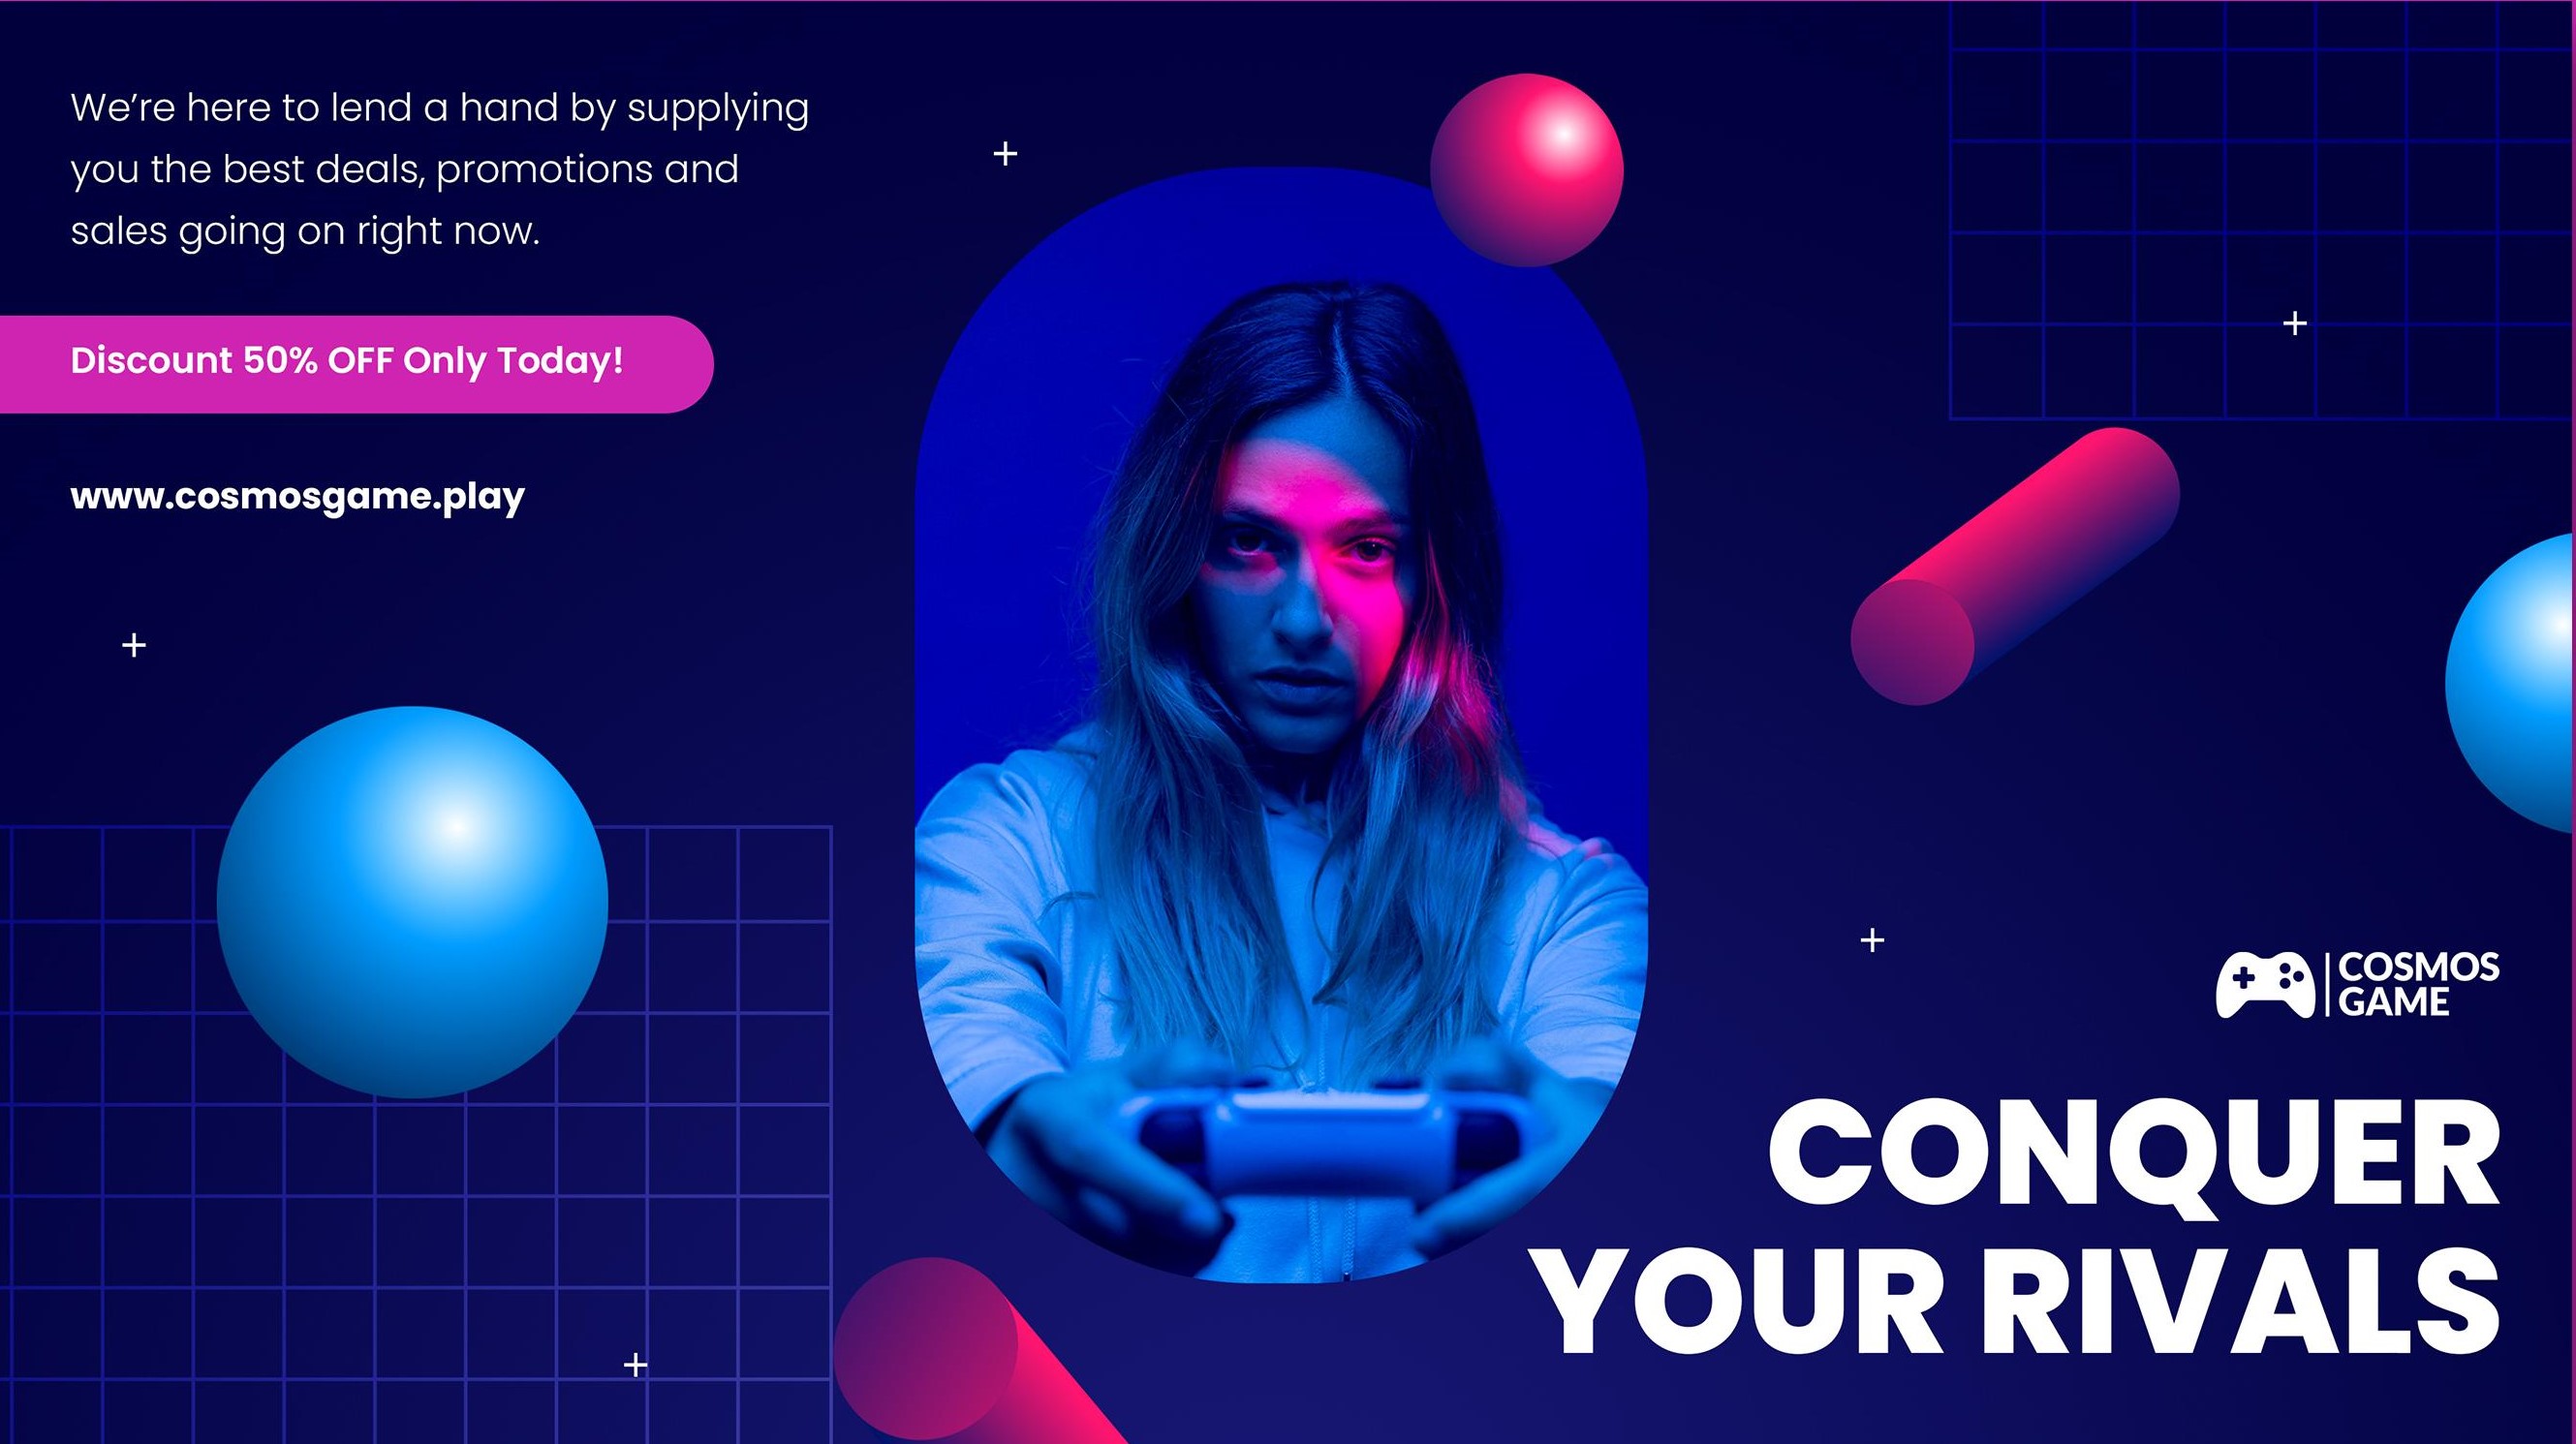 We’re here to lend a hand by supplying
you the best deals, promotions and
sales going on right now.
Discount 50% OFF Only Today!
www.cosmosgame.play
COSMOS
GAME
CONQUER
YOUR RIVALS